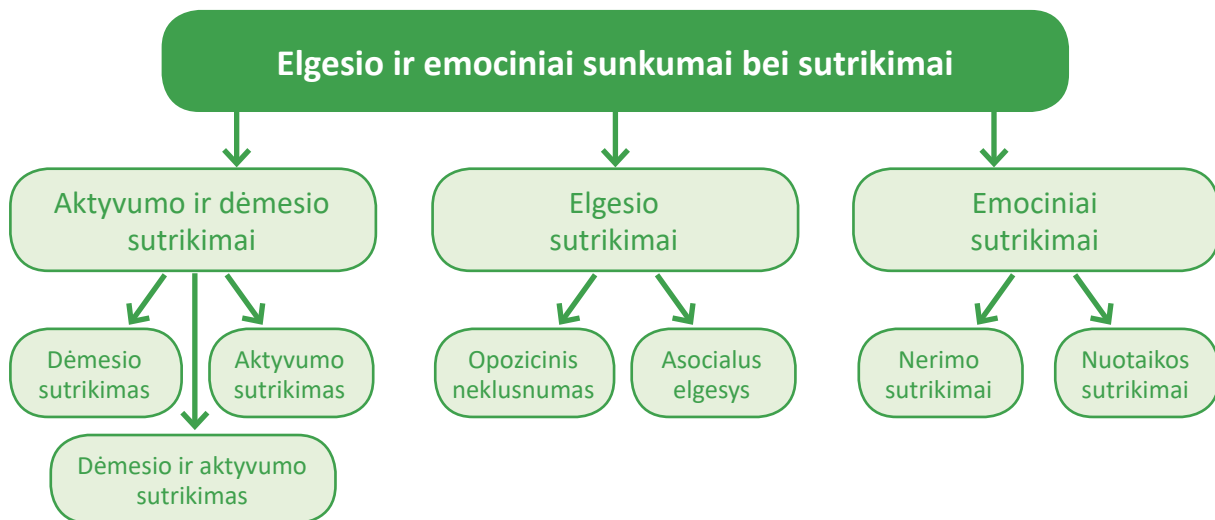 Elgesio ir emociniai sunkumai bei sutrikimai
Aktyvumo ir dėmesio
sutrikimai
Elgesio
sutrikimai
Emociniai
sutrikimai
Dėmesio
sutrikimas
Aktyvumo
sutrikimas
Opozicinis
neklusnumas
Asocialus
elgesys
Nerimo
sutrikimai
Nuotaikos
sutrikimai
Dėmesio ir aktyvumo
sutrikimas